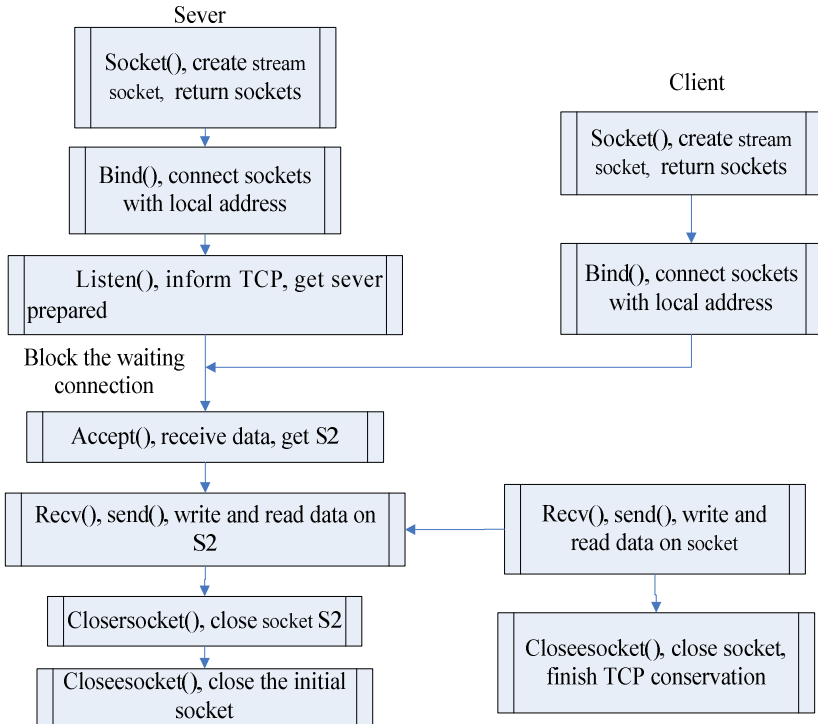 Sever
Socket(), create stream
socket, return sockets
Bind(), connect sockets
with local address
Listen(), inform TCP, get sever
prepared
Block the waiting
connection
Accept(), receive data, get S2
Recv(), send(), write and read data on
S2
Closersocket(), close socket S2
Closeesocket(), close the initial
socket
Client
Socket(), create stream
socket, return sockets
Bind(), connect sockets
with local address
Recv(), send(), write and
read data on socket
Closeesocket(), close socket,
finish TCP conservation